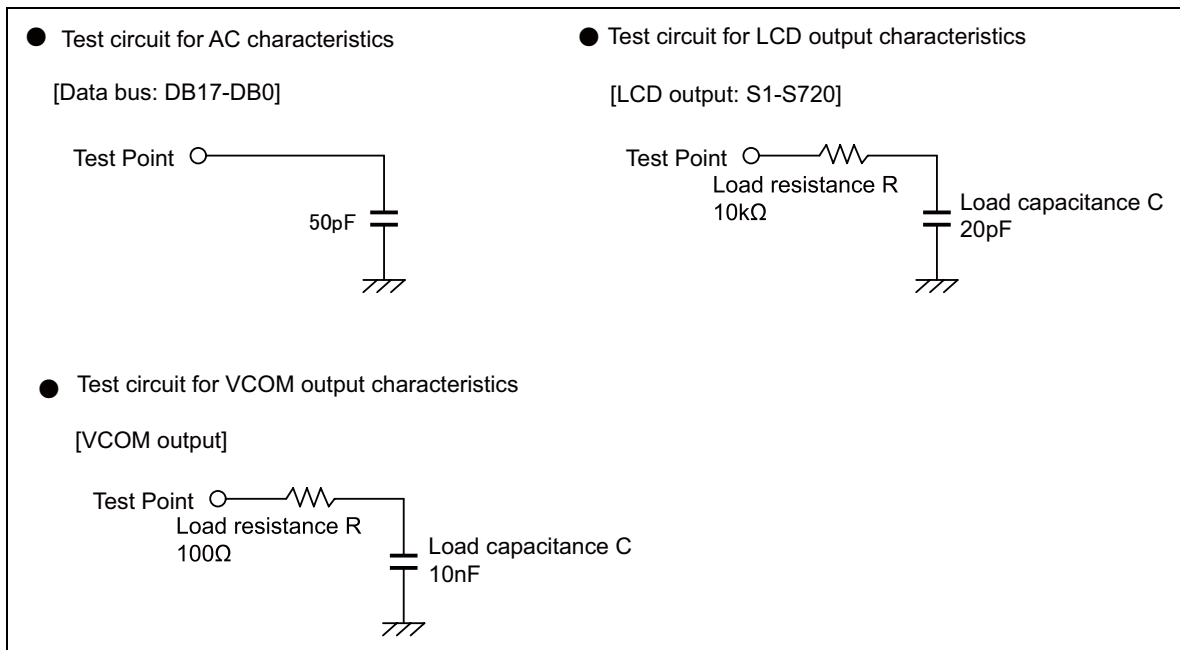 ● Test circuit for AC characteristics
[Data bus: DB17-DB0]
Test Point
50pF
● Test circuit for LCD output characteristics
[LCD output: S1-S720]
Test Point
Load resistance R
10kΩ
Load capacitance C
20pF
● Test circuit for VCOM output characteristics
[VCOM output]
Test Point
Load resistance R
100Ω
Load capacitance C
10nF